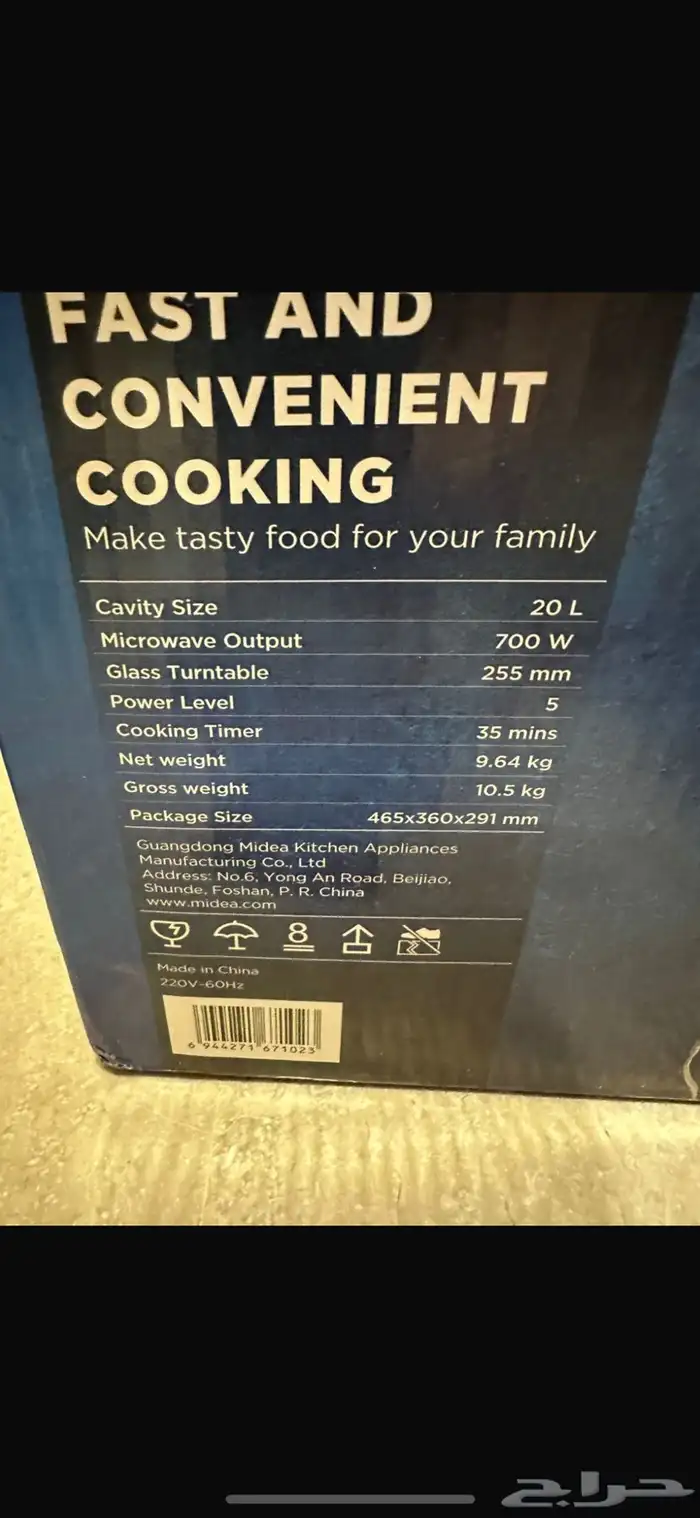 FAST AND
CONVENIENT
COOKING
Make tasty food for your family
Cavity Size 20 L
Microwave Output 700 W
Glass Turntable 255 mm
Power Level 5
Cooking Timer 35 mins
Net weight 9.64 kg
Gross weight 10.5 kg
Package Size 465x360x291 mm
Guangdong Midea Kitchen Appliances
Manufacturing Co., Ltd
Address: No.6, Yong An Road, Beijiao,
Shunde, Foshan, P. R. China
www.midea.com
8
Made in China
220V~60Hz
6 944271 671023
حراج